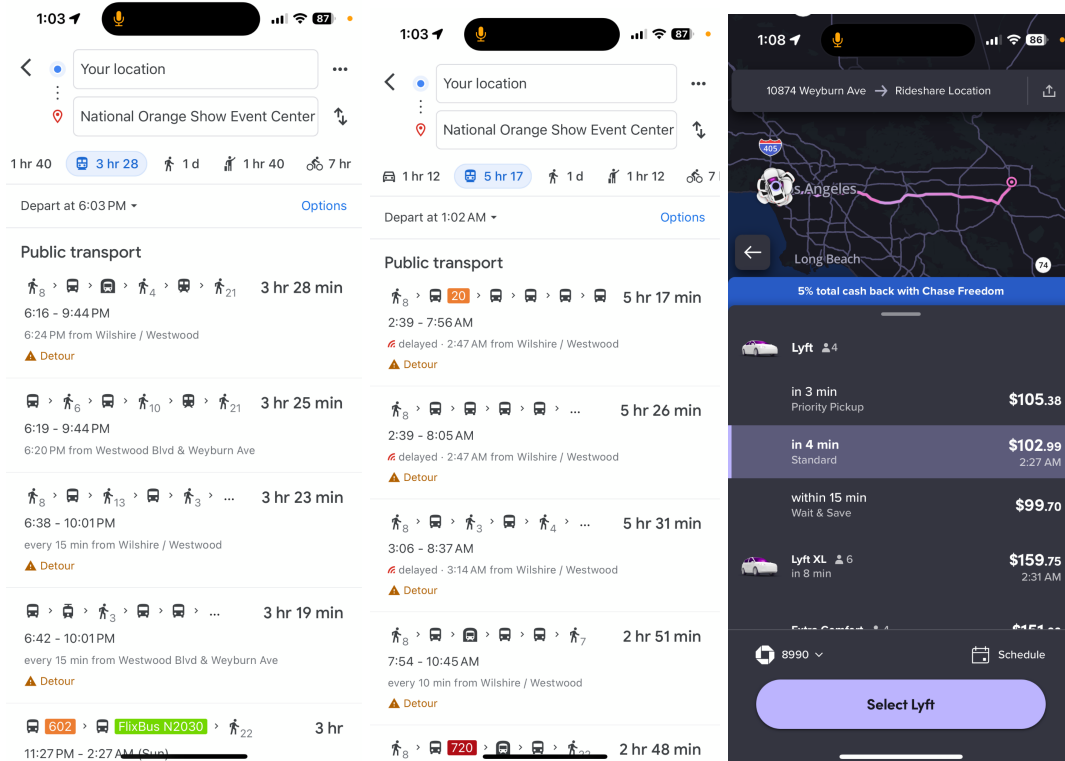 1:03
87
Your location
National Orange Show Event Center
1 hr 40
3 hr 28
1 d
1 hr 40
7 hr
Depart at 6:03 PM
Options
Public transport
8
4
21
3 hr 28 min
6:16 – 9:44 PM
6:24 PM from Wilshire / Westwood
Detour
6
10
21
3 hr 25 min
6:19 – 9:44 PM
6:20 PM from Westwood Blvd & Weyburn Ave
8
13
3
...
3 hr 23 min
6:38 – 10:01 PM
every 15 min from Wilshire / Westwood
Detour
3
...
3 hr 19 min
6:42 – 10:01 PM
every 15 min from Westwood Blvd & Weyburn Ave
Detour
602
FlixBus N2030
22
3 hr
11:27 PM – 2:27 AM (Sun)
1:03
87
Your location
National Orange Show Event Center
1 hr 12
5 hr 17
1 d
1 hr 12
7
Depart at 1:02 AM
Options
Public transport
8
20
5 hr 17 min
2:39 – 7:56 AM
delayed · 2:47 AM from Wilshire / Westwood
Detour
8
...
5 hr 26 min
2:39 – 8:05 AM
delayed · 2:47 AM from Wilshire / Westwood
Detour
8
3
4
...
5 hr 31 min
3:06 – 8:37 AM
delayed · 3:14 AM from Wilshire / Westwood
Detour
8
7
2 hr 51 min
7:54 – 10:45 AM
every 10 min from Wilshire / Westwood
Detour
8
720
2 hr 48 min
1:08
86
10874 Weyburn Ave → Rideshare Location
405
s Angeles
Long Beach
74
5% total cash back with Chase Freedom
Lyft 4
in 3 min
Priority Pickup
$105.38
in 4 min
Standard
$102.99
2:27 AM
within 15 min
Wait & Save
$99.70
Lyft XL 6
in 8 min
$159.75
2:31 AM
Extra Comfort 4
8990
Schedule
Select Lyft